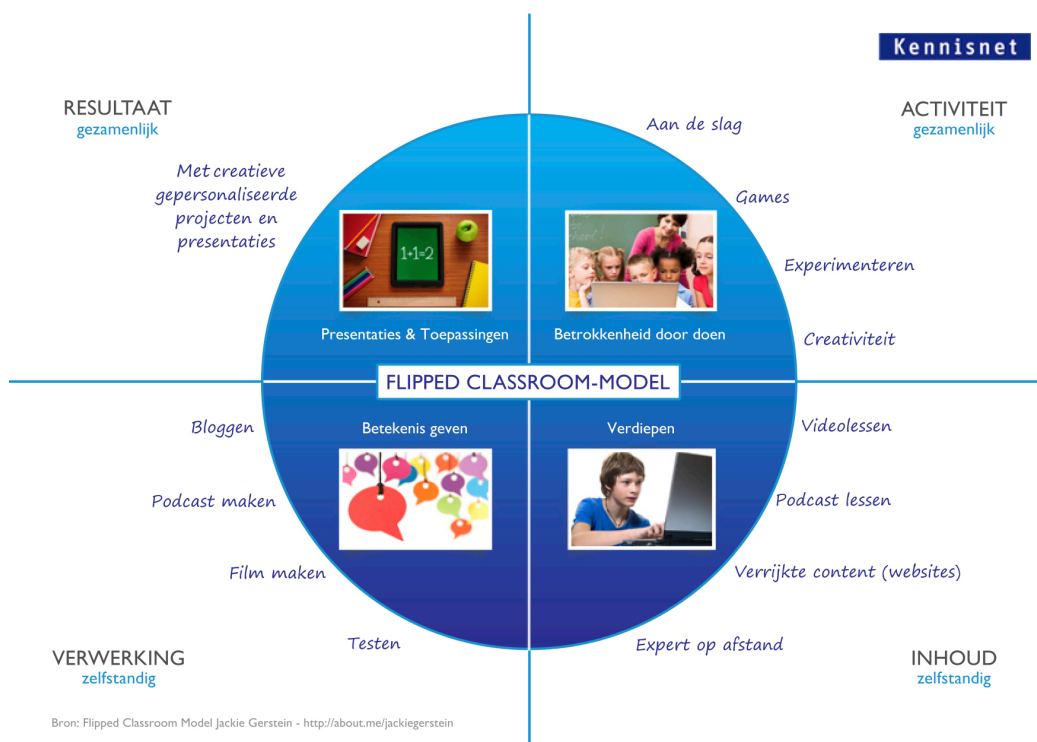 Kennisnet
RESULTAAT
gezamenlijk
Met creatieve
gepersonaliseerde
projecten en
presentaties
ACTIVITEIT
gezamenlijk
Aan de slag
Games
Experimenteren
Creativiteit
1+1=2
Presentaties & Toepassingen
Betrokkenheid door doen
FLIPPED CLASSROOM-MODEL
Betekenis geven
Verdiepen
Bloggen
Podcast maken
Film maken
Testen
Videolessen
Podcast lessen
Verrijkte content (websites)
Expert op afstand
VERWERKING
zelfstandig
INHOUD
zelfstandig
Bron: Flipped Classroom Model Jackie Gerstein - http://about.me/jackiegerstein